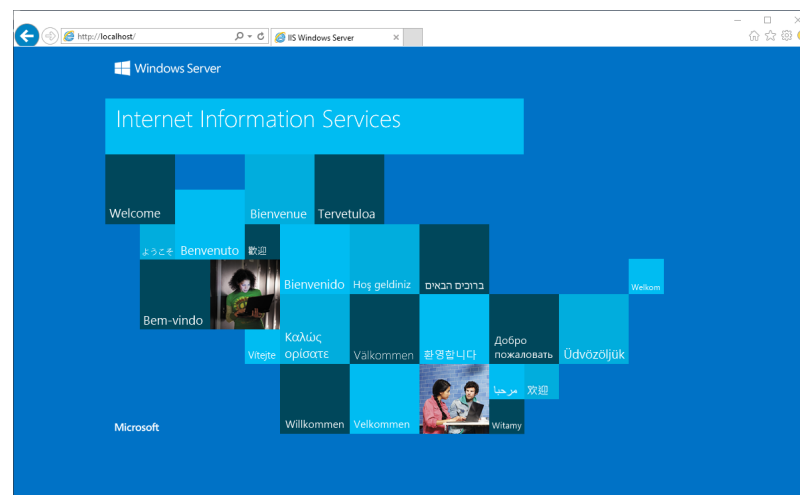 http://localhost/
IIS Windows Server
Windows Server
Internet Information Services
Welcome
Bienvenue
Tervetuloa
ようこそ
Benvenuto
歡迎
Bienvenido
Hoş geldiniz
ברוכים הבאים
Welkom
Bem-vindo
Vítejte
Καλώς
ορίσατε
Välkommen
환영합니다
Добро
пожаловать
Üdvözöljük
مرحبا
欢迎
Microsoft
Willkommen
Velkommen
Witamy